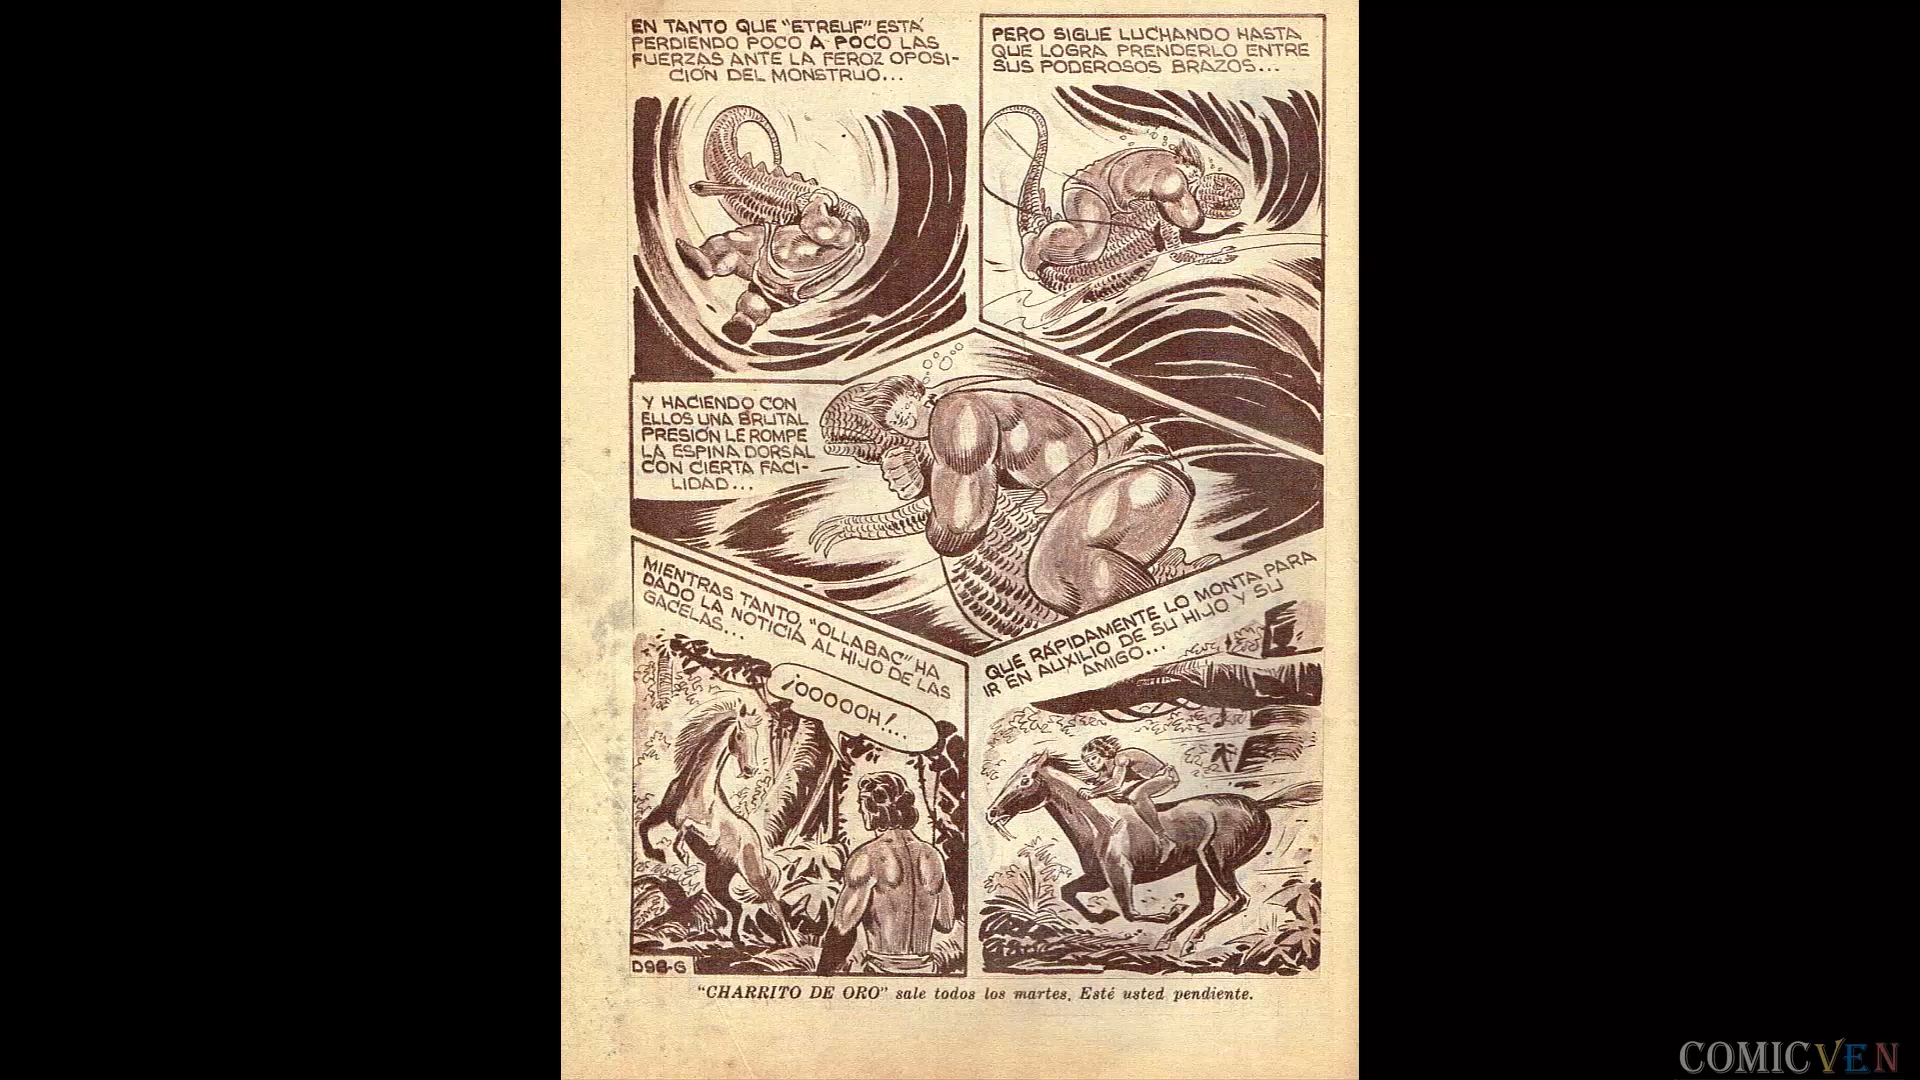 EN TANTO QUE "ETREUF" ESTÁ
PERDIENDO POCO A POCO LAS
FUERZAS ANTE LA FEROZ OPOSI-
CIÓN DEL MONSTRUO...
PERO SIGUE LUCHANDO HASTA
QUE LOGRA PRENDERLO ENTRE
SUS PODEROSOS BRAZOS...
Y HACIENDO CON
ELLOS UNA BRUTAL
PRESIÓN LE ROMPE
LA ESPINA DORSAL
CON CIERTA FACI-
LIDAD...
MIENTRAS TANTO, "OLLABAC" HA
DADO LA NOTICIA AL HIJO DE LAS
GACELAS...
¡OOOOOH!....
QUE RÁPIDAMENTE LO MONTA PARA
IR EN AUXILIO DE SU HIJO Y SU
AMIGO...
D98-6
"CHARRITO DE ORO" sale todos los martes. Esté usted pendiente.
COMICVEN